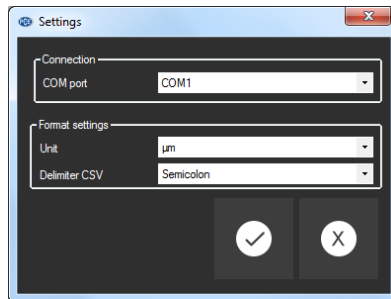 Settings
Connection
COM port COM1
Format settings
Unit µm
Delimiter CSV Semicolon